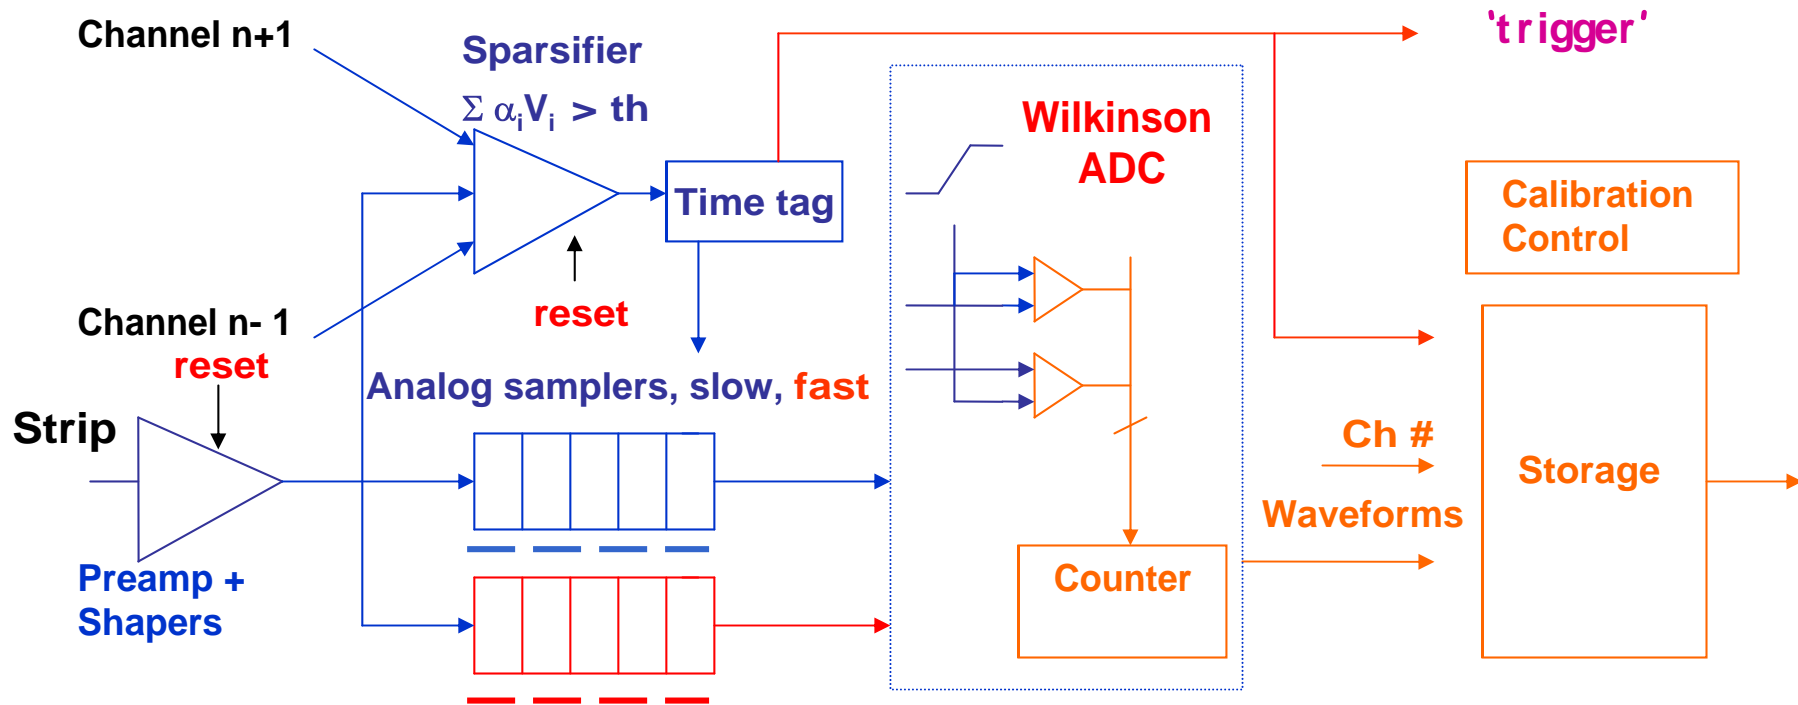 Channel n+1
Sparsifier
Σ αᵢVᵢ > th
'trigger'
Wilkinson
ADC
Time tag
Calibration
Control
reset
Channel n- 1
reset
Analog samplers, slow, fast
Strip
Ch #
Storage
Waveforms
Preamp +
Shapers
Counter